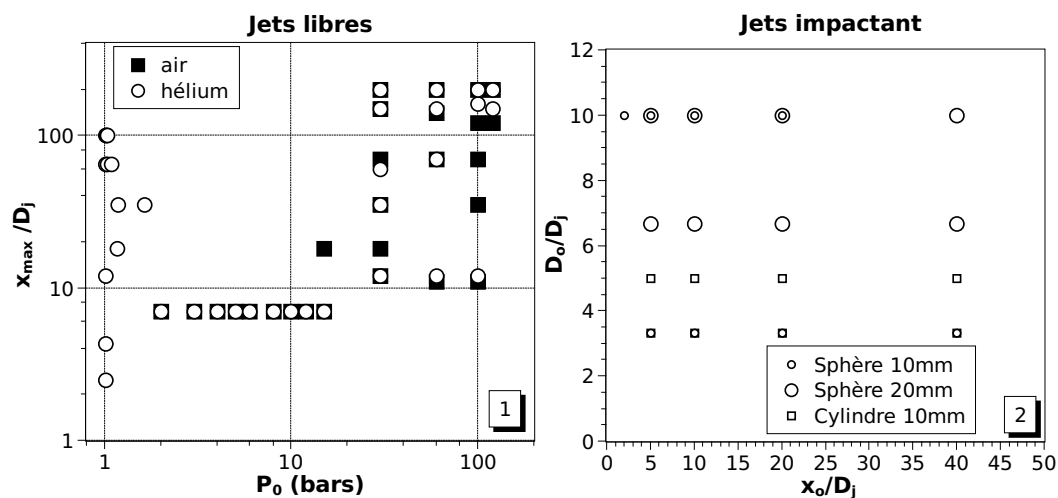 Jets libres
air
hélium
100
10
1
x_max /D_j
1 10 100
P_0 (bars)
1
Jets impactant
12
10
8
6
4
2
0
D_o/D_j
Sphère 10mm
Sphère 20mm
Cylindre 10mm
2
0 5 10 15 20 25 30 35 40 45 50
x_o/D_j